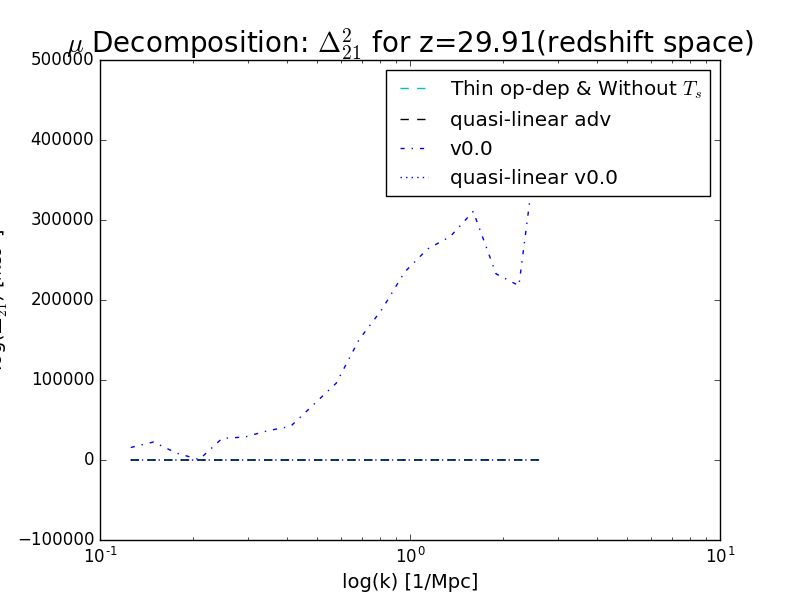 μ Decomposition: Δ²₂₁ for z=29.91(redshift space)
500000
400000
300000
200000
100000
0
−100000
Thin op-dep & Without Tₛ
quasi-linear adv
v0.0
quasi-linear v0.0
10⁻¹
10⁰
10¹
log(k) [1/Mpc]